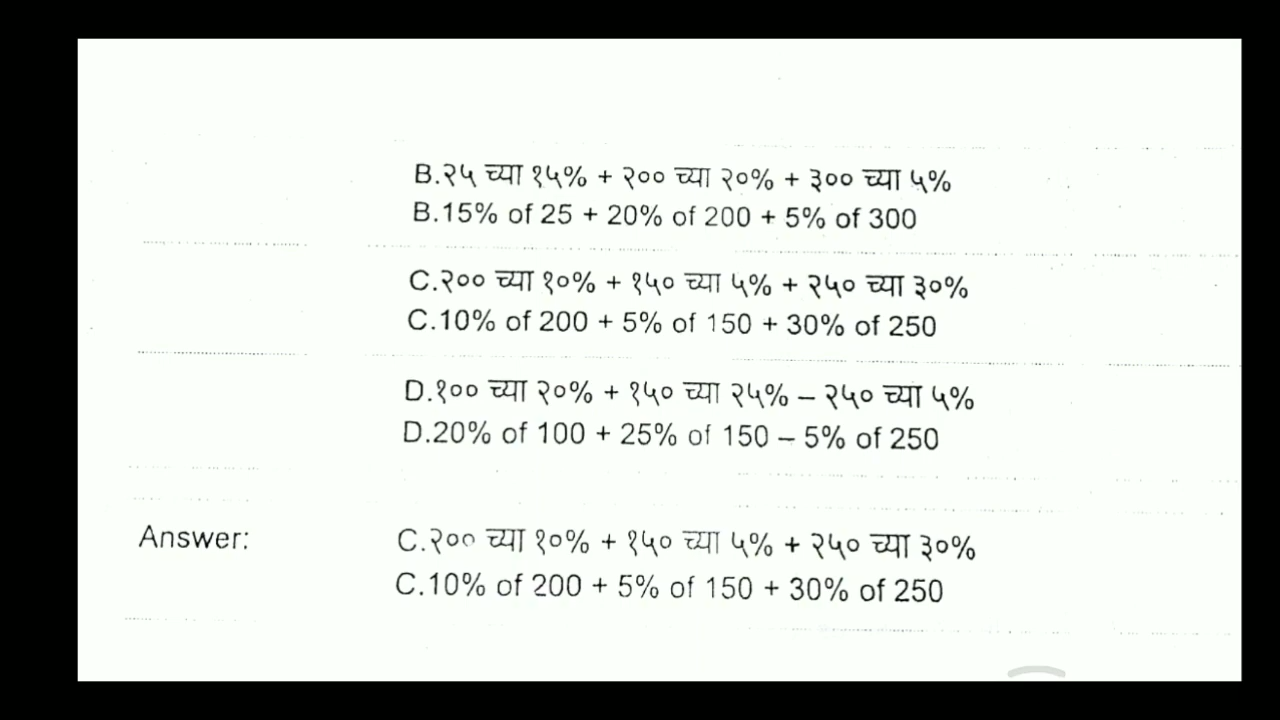 B.२५ च्या १५% + २०० च्या २०% + ३०० च्या ५%
B.15% of 25 + 20% of 200 + 5% of 300
C.२०० च्या १०% + १५० च्या ५% + २५० च्या ३०%
C.10% of 200 + 5% of 150 + 30% of 250
D.१०० च्या २०% + १५० च्या २५% – २५० च्या ५%
D.20% of 100 + 25% of 150 – 5% of 250
Answer: C.२०० च्या १०% + १५० च्या ५% + २५० च्या ३०%
C.10% of 200 + 5% of 150 + 30% of 250